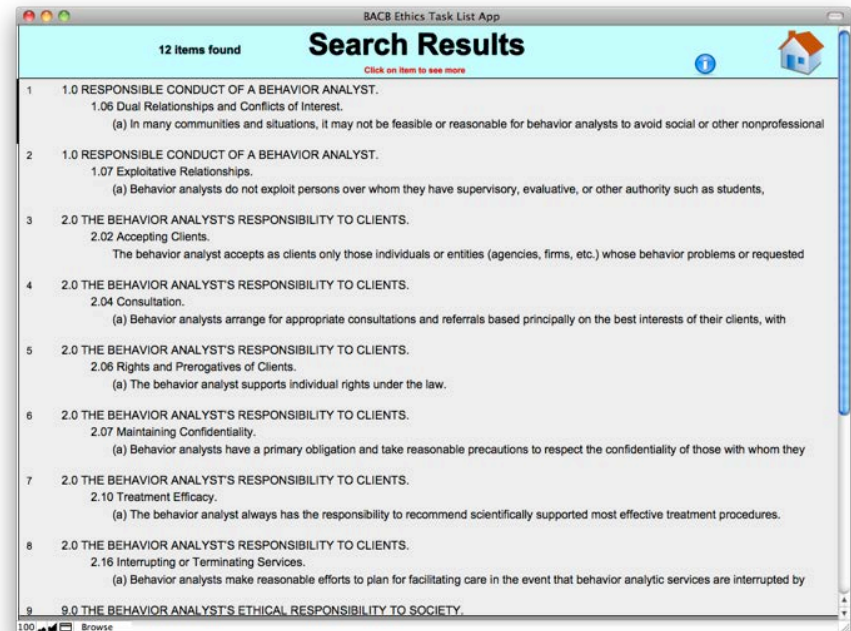 BACB Ethics Task List App
12 items found
Search Results
Click on item to see more
1 1.0 RESPONSIBLE CONDUCT OF A BEHAVIOR ANALYST.
1.06 Dual Relationships and Conflicts of Interest.
(a) In many communities and situations, it may not be feasible or reasonable for behavior analysts to avoid social or other nonprofessional
2 1.0 RESPONSIBLE CONDUCT OF A BEHAVIOR ANALYST.
1.07 Exploitative Relationships.
(a) Behavior analysts do not exploit persons over whom they have supervisory, evaluative, or other authority such as students,
3 2.0 THE BEHAVIOR ANALYST'S RESPONSIBILITY TO CLIENTS.
2.02 Accepting Clients.
The behavior analyst accepts as clients only those individuals or entities (agencies, firms, etc.) whose behavior problems or requested
4 2.0 THE BEHAVIOR ANALYST'S RESPONSIBILITY TO CLIENTS.
2.04 Consultation.
(a) Behavior analysts arrange for appropriate consultations and referrals based principally on the best interests of their clients, with
5 2.0 THE BEHAVIOR ANALYST'S RESPONSIBILITY TO CLIENTS.
2.06 Rights and Prerogatives of Clients.
(a) The behavior analyst supports individual rights under the law.
6 2.0 THE BEHAVIOR ANALYST'S RESPONSIBILITY TO CLIENTS.
2.07 Maintaining Confidentiality.
(a) Behavior analysts have a primary obligation and take reasonable precautions to respect the confidentiality of those with whom they
7 2.0 THE BEHAVIOR ANALYST'S RESPONSIBILITY TO CLIENTS.
2.10 Treatment Efficacy.
(a) The behavior analyst always has the responsibility to recommend scientifically supported most effective treatment procedures.
8 2.0 THE BEHAVIOR ANALYST'S RESPONSIBILITY TO CLIENTS.
2.16 Interrupting or Terminating Services.
(a) Behavior analysts make reasonable efforts to plan for facilitating care in the event that behavior analytic services are interrupted by
9 9.0 THE BEHAVIOR ANALYST'S ETHICAL RESPONSIBILITY TO SOCIETY.
100 Browse